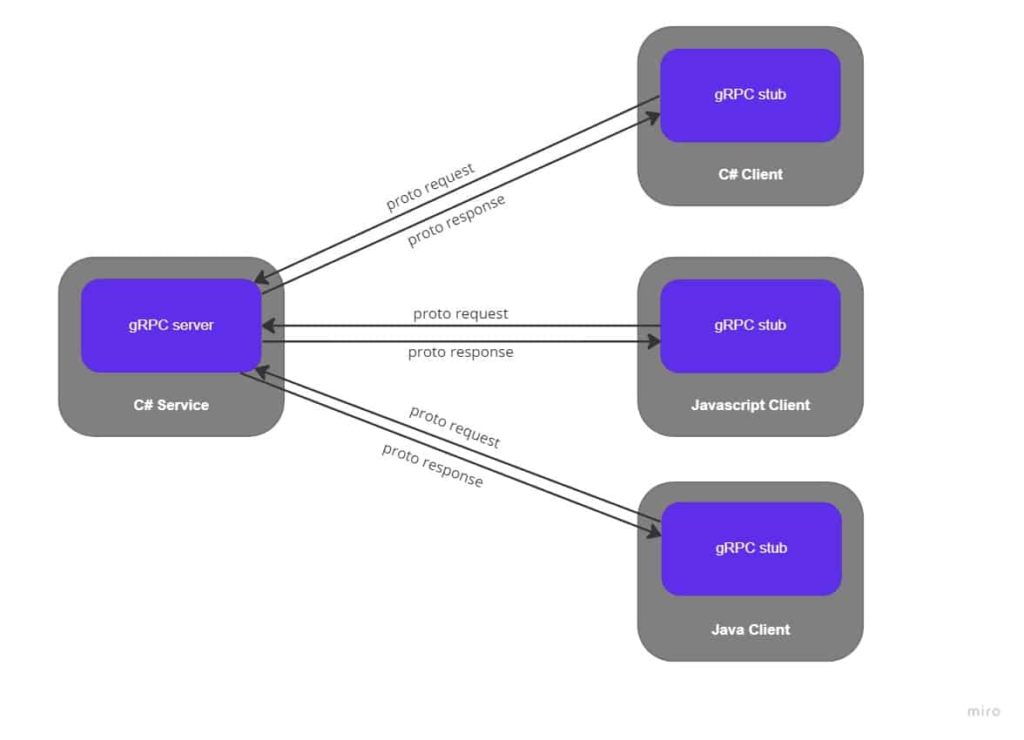 gRPC stub
C# Client
proto request
proto response
gRPC server
C# Service
proto request
proto response
gRPC stub
Javascript Client
proto request
proto response
gRPC stub
Java Client
miro